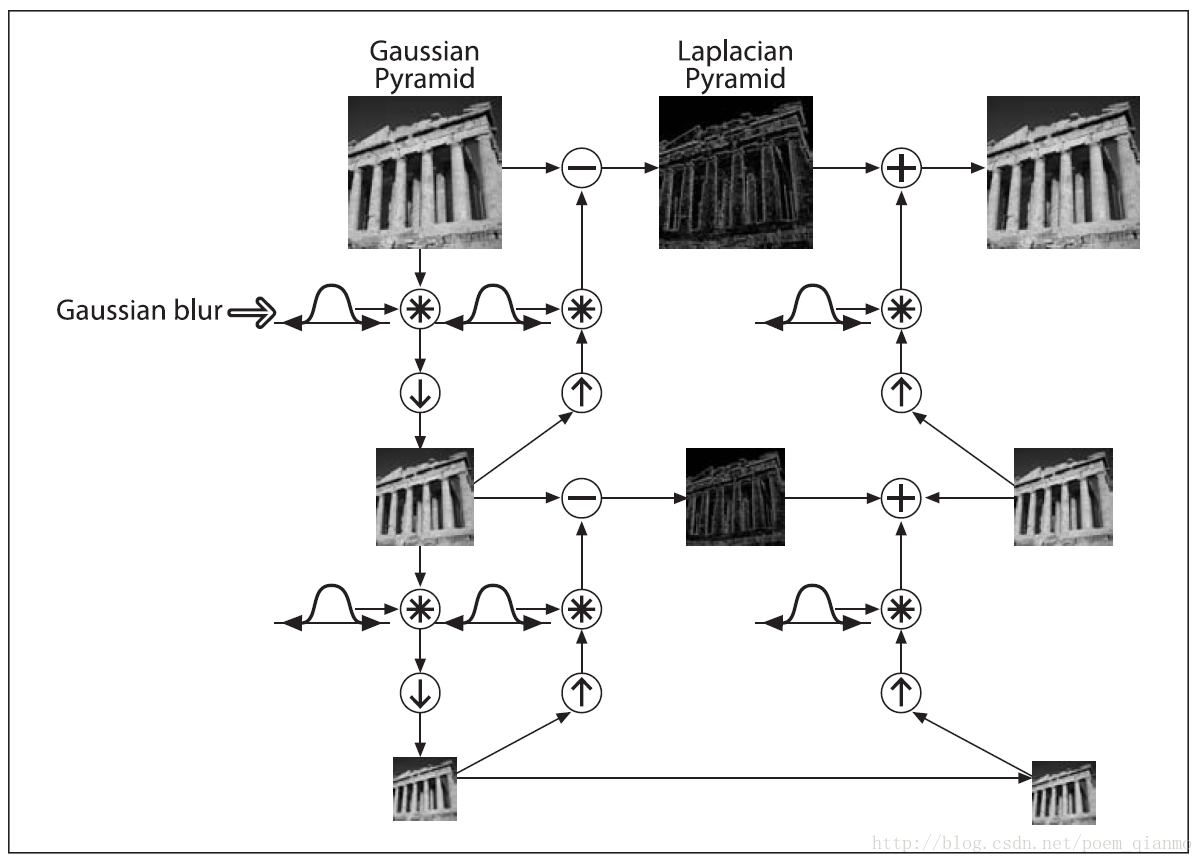 Gaussian
Pyramid
Laplacian
Pyramid
Gaussian blur
http://blog.csdn.net/poem_qianmo